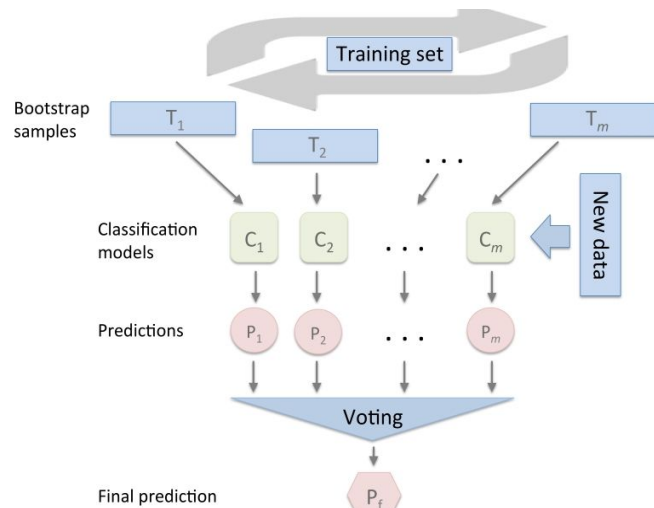 Training set
Bootstrap
samples
T₁
T₂
. . .
Tₘ
Classification
models
C₁
C₂
. . .
Cₘ
New data
Predictions
P₁
P₂
. . .
Pₘ
Voting
Final prediction
P_f